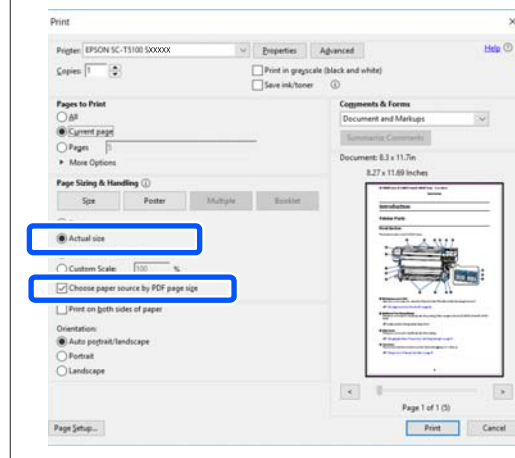 Print
Printer: EPSON SC-T5100 SXXXXX
Properties
Advanced
Help
Copies: 1
Print in greyscale (black and white)
Save ink/toner
Pages to Print
All
Current page
Pages 5
More Options
Comments & Forms
Document and Markups
Summarize Comments
Document: 8.3 x 11.7in
8.27 x 11.69 Inches
Page Sizing & Handling
Size
Poster
Multiple
Booklet
Actual size
Custom Scale: 100 %
Choose paper source by PDF page size
Print on both sides of paper
Orientation:
Auto portrait/landscape
Portrait
Landscape
Introduction
Printer Parts
<
>
Page 1 of 1 (5)
Page Setup...
Print
Cancel